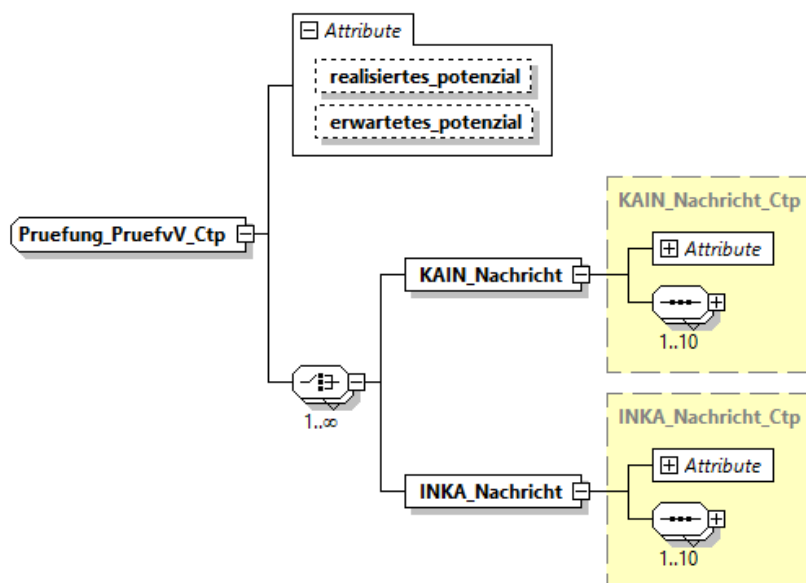 Attribute
realisiertes_potenzial
erwartetes_potenzial
Pruefung_PruefvV_Ctp
1..∞
KAIN_Nachricht
KAIN_Nachricht_Ctp
Attribute
1..10
INKA_Nachricht
INKA_Nachricht_Ctp
Attribute
1..10